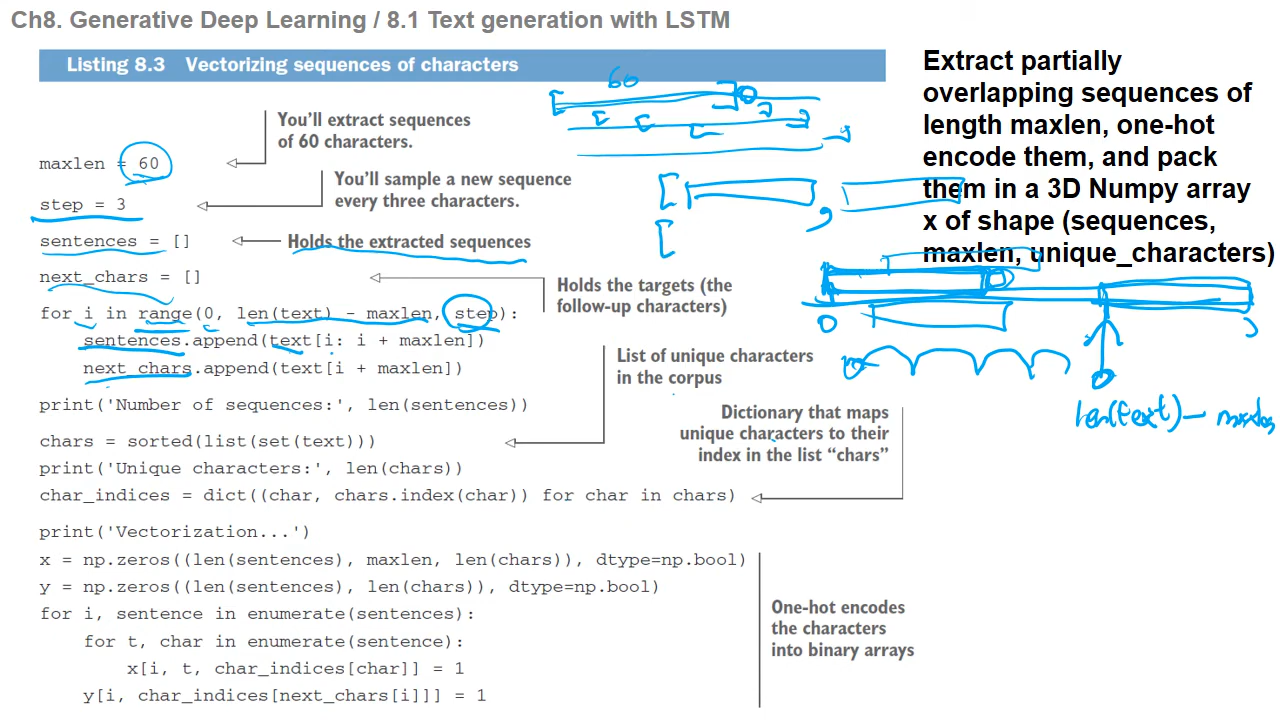 Ch8. Generative Deep Learning / 8.1 Text generation with LSTM
Listing 8.3 Vectorizing sequences of characters
60
You'll extract sequences
of 60 characters.
maxlen = 60
You'll sample a new sequence
every three characters.
step = 3
sentences = []
Holds the extracted sequences
next_chars = []
Holds the targets (the
follow-up characters)
for i in range(0, len(text) - maxlen, step):
sentences.append(text[i: i + maxlen])
next_chars.append(text[i + maxlen])
List of unique characters
in the corpus
print('Number of sequences:', len(sentences))
Dictionary that maps
unique characters to their
index in the list “chars”
chars = sorted(list(set(text)))
print('Unique characters:', len(chars))
char_indices = dict((char, chars.index(char)) for char in chars)
print('Vectorization...')
x = np.zeros((len(sentences), maxlen, len(chars)), dtype=np.bool)
y = np.zeros((len(sentences), len(chars)), dtype=np.bool)
for i, sentence in enumerate(sentences):
for t, char in enumerate(sentence):
x[i, t, char_indices[char]] = 1
y[i, char_indices[next_chars[i]]] = 1
One-hot encodes
the characters
into binary arrays
Extract partially
overlapping sequences of
length maxlen, one-hot
encode them, and pack
them in a 3D Numpy array
x of shape (sequences,
maxlen, unique_characters)
0
len(text) - maxlen